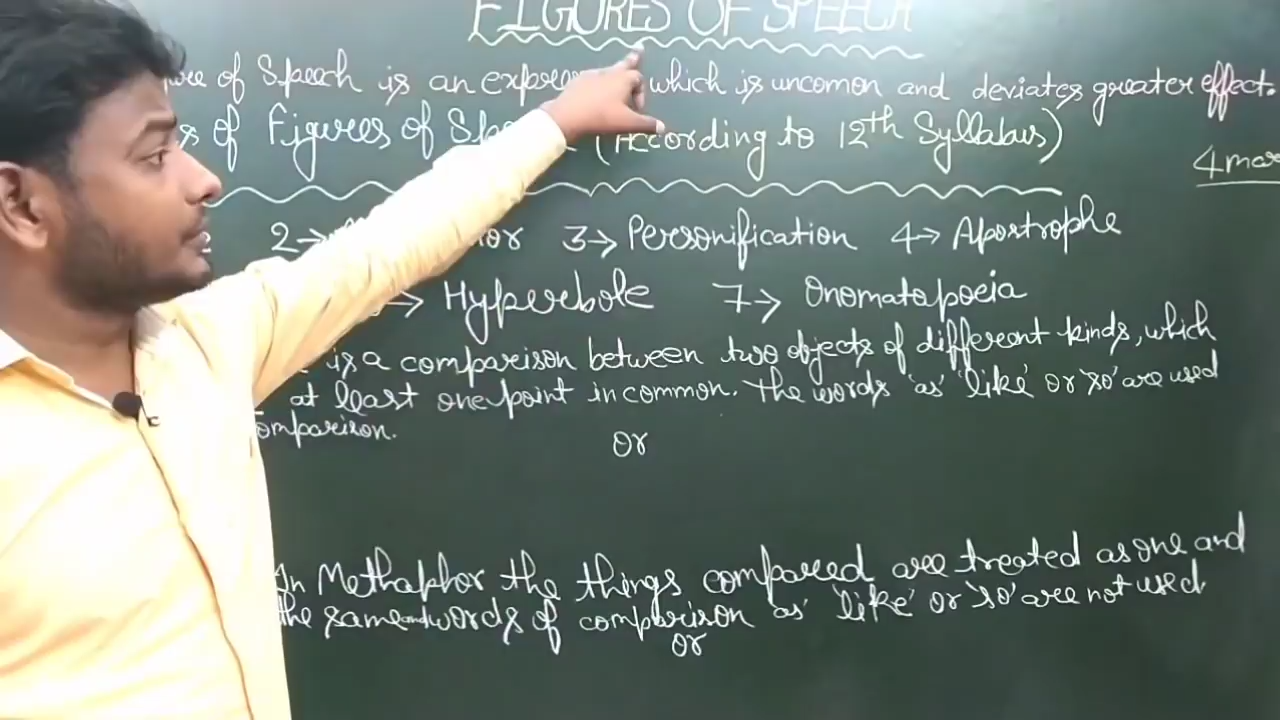 FIGURES OF SPEECH
of Speech is an which is uncomon and deviates greater effect.
of Figures of (According to 12th Syllabus)
4
2→ 3→ Personification 4→ Apostrophe
→ Hyperbole 7→ Onomatopoeia
is a comparison between two objects of different kinds, which
at least one point in common. The words 'as' 'like' or 'so' are used
omparison.
Or
In Methaphor the things compared are treated as one and
the same and words of comparison as' 'like' or 'so' are not used
or